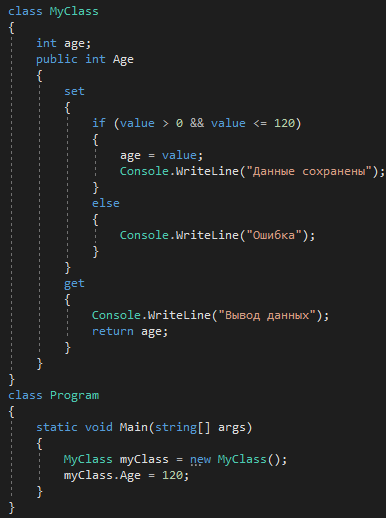 class MyClass
{
    int age;
    public int Age
    {
        set
        {
            if (value > 0 && value <= 120)
            {
                age = value;
                Console.WriteLine("Данные сохранены");
            }
            else
            {
                Console.WriteLine("Ошибка");
            }
        }
        get
        {
            Console.WriteLine("Вывод данных");
            return age;
        }
    }
}
class Program
{
    static void Main(string[] args)
    {
        MyClass myClass = new MyClass();
        myClass.Age = 120;
    }
}